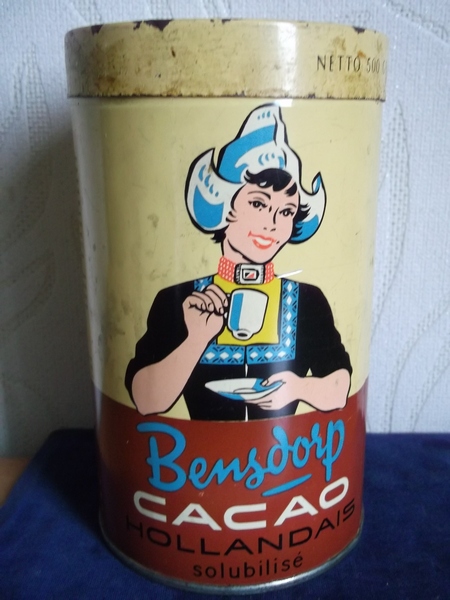 NETTO 500
Bensdorp
CACAO
HOLLANDAIS
solubilisé